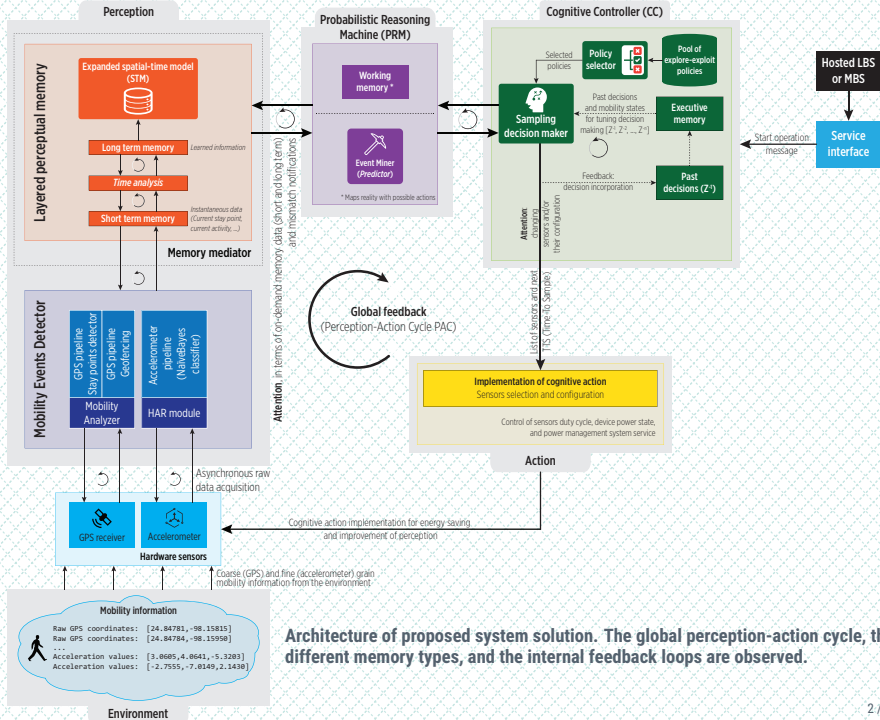 Perception
Layered perceptual memory
Expanded spatial-time model
(STM)
Long term memory
Learned information
Time analysis
Short term memory
Instantaneous data
(Current stay point,
current activity, ...)
Memory mediator
Mobility Events Detector
GPS pipeline
Stay points detector
GPS pipeline
Geofencing
Accelerometer
pipeline
(NaiveBayes
classifier)
Mobility
Analyzer
HAR module
Asynchronous raw
data acquisition
GPS receiver
Accelerometer
Hardware sensors
Coarse (GPS) and fine (accelerometer) grain
mobility information from the environment
Mobility information
Raw GPS coordinates: [24.84781,-98.15815]
Raw GPS coordinates: [24.84784,-98.15950]
...
Acceleration values: [3.0605,4.0641,-5.3203]
Acceleration values: [-2.7555,-7.0149,2.1430]
Environment
Attention, in terms of on-demand memory data (short and long term)
and mismatch notifications
Probabilistic Reasoning
Machine (PRM)
Working
memory *
Event Miner
(Predictor)
* Maps reality with possible actions
Cognitive Controller (CC)
Selected
policies
Policy
selector
Pool of
explore-exploit
policies
Sampling
decision maker
Past decisions
and mobility states
for tuning decision
making [Z⁻¹, Z⁻², ..., Z⁻ⁿ]
Executive
memory
Feedback:
decision incorporation
Past
decisions (Z⁻¹)
Attention:
changing
sensors and/or
their configuration
List of sensors and next
TTS (Time-To Sample)
Hosted LBS
or MBS
Service
interface
Start operation
message
Global feedback
(Perception-Action Cycle PAC)
Implementation of cognitive action
Sensors selection and configuration
Control of sensors duty cycle, device power state,
and power management system service
Action
Cognitive action implementation for energy saving
and improvement of perception
Architecture of proposed system solution. The global perception-action cycle, th
different memory types, and the internal feedback loops are observed.
2 /